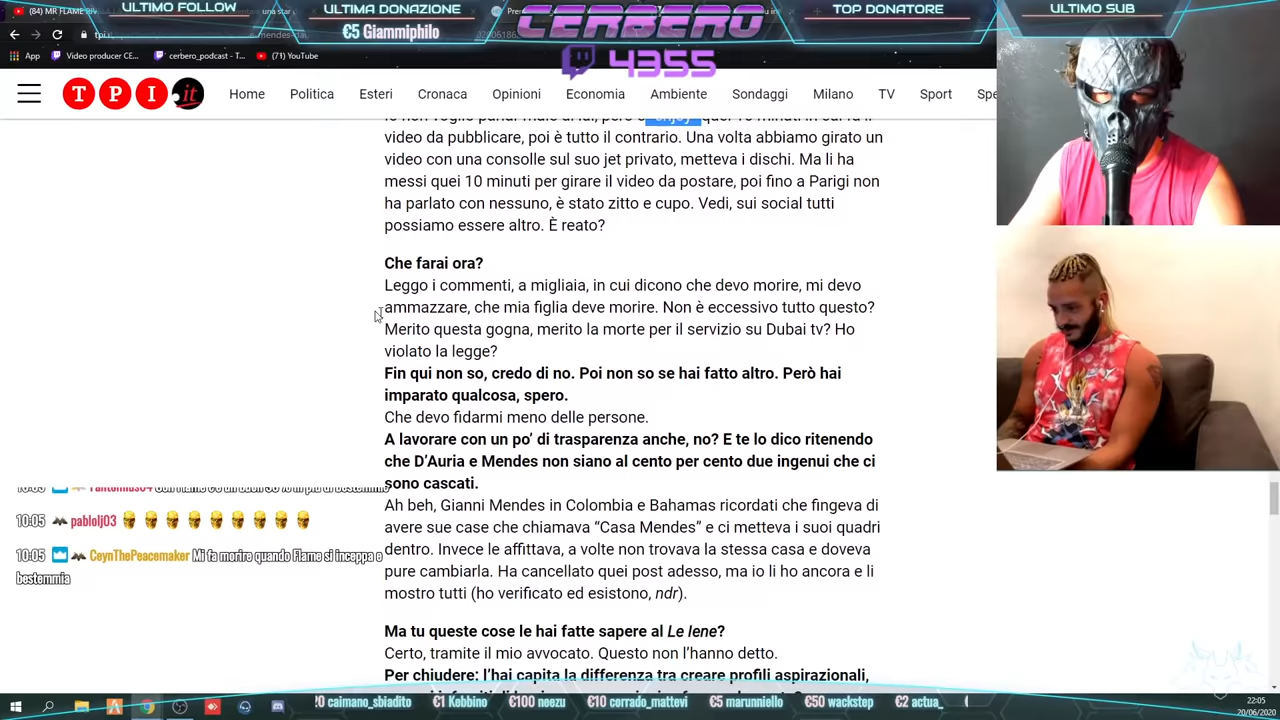 ULTIMO FOLLOW
ULTIMA DONAZIONE
€5 Giammiphilo
CERBERO
4355
TOP DONATORE
ULTIMO SUB
App
Video producer CE...
cerbero_podcast - T...
(71) YouTube
TPI.it
Home
Politica
Esteri
Cronaca
Opinioni
Economia
Ambiente
Sondaggi
Milano
TV
Sport
Spe
video da pubblicare, poi è tutto il contrario. Una volta abbiamo girato un
video con una consolle sul suo jet privato, metteva i dischi. Ma li ha
messi quei 10 minuti per girare il video da postare, poi fino a Parigi non
ha parlato con nessuno, è stato zitto e cupo. Vedi, sui social tutti
possiamo essere altro. È reato?
Che farai ora?
Leggo i commenti, a migliaia, in cui dicono che devo morire, mi devo
ammazzare, che mia figlia deve morire. Non è eccessivo tutto questo?
Merito questa gogna, merito la morte per il servizio su Dubai tv? Ho
violato la legge?
Fin qui non so, credo di no. Poi non so se hai fatto altro. Però hai
imparato qualcosa, spero.
Che devo fidarmi meno delle persone.
A lavorare con un po’ di trasparenza anche, no? E te lo dico ritenendo
che D’Auria e Mendes non siano al cento per cento due ingenui che ci
sono cascati.
Ah beh, Gianni Mendes in Colombia e Bahamas ricordati che fingeva di
avere sue case che chiamava “Casa Mendes” e ci metteva i suoi quadri
dentro. Invece le affittava, a volte non trovava la stessa casa e doveva
pure cambiarla. Ha cancellato quei post adesso, ma io li ho ancora e li
mostro tutti (ho verificato ed esistono, ndr).
Ma tu queste cose le hai fatte sapere al Le Iene?
Certo, tramite il mio avvocato. Questo non l’hanno detto.
Per chiudere: l’hai capita la differenza tra creare profili aspirazionali,
10:05 pablolj03
10:05 CeynThePeacemaker Mi fa morire quando Flame si inceppa e
bestemmia
0 caimano_sbiadito
€1 Kebbino
€100 neezu
€10 corrado_mattevi
€5 marunniello
€50 wackstep
€2 actua_
22:05
20/06/2020